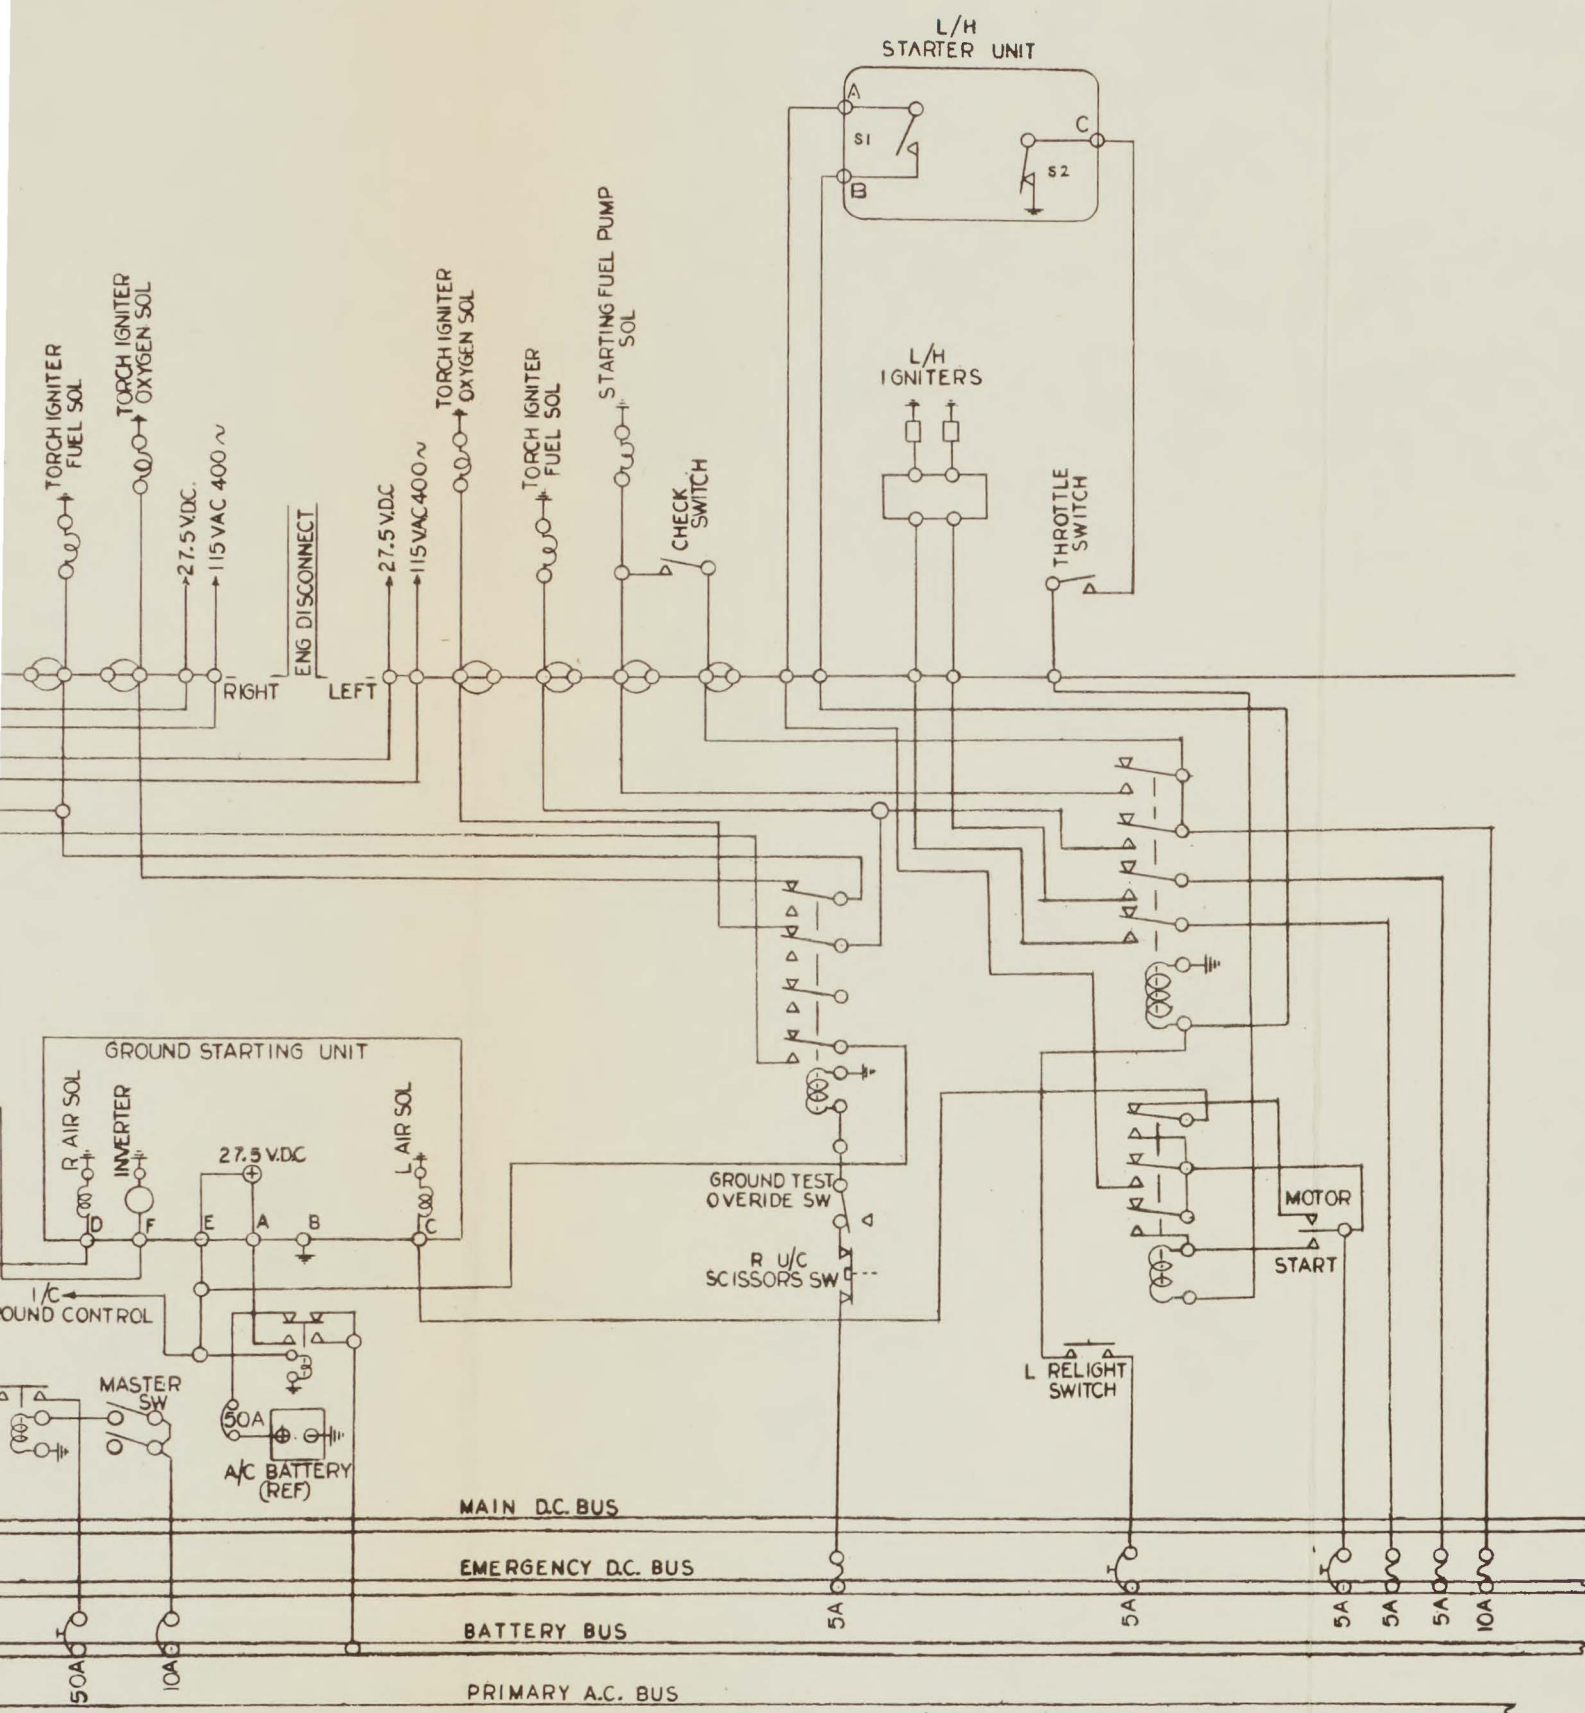 L/H
STARTER UNIT
A
S1
B
C
S2
TORCH IGNITER
FUEL SOL
TORCH IGNITER
OXYGEN SOL
27.5 V.D.C.
115 VAC 400~
ENG DISCONNECT
27.5 V.D.C
115 VAC 400~
TORCH IGNITER
OXYGEN SOL
TORCH IGNITER
FUEL SOL
STARTING FUEL PUMP
SOL
CHECK
SWITCH
L/H
IGNITERS
THROTTLE
SWITCH
RIGHT
LEFT
GROUND STARTING UNIT
R AIR SOL
INVERTER
27.5 V.D.C
L AIR SOL
D
F
E
A
B
C
GROUND TEST
OVERIDE SW
R U/C
SCISSORS SW
MOTOR
START
I/C
OUND CONTROL
MASTER
SW
50A
A/C BATTERY
(REF)
L RELIGHT
SWITCH
MAIN D.C. BUS
EMERGENCY D.C. BUS
5A
5A
5A
5A
5A
10A
BATTERY BUS
50A
10A
PRIMARY A.C. BUS